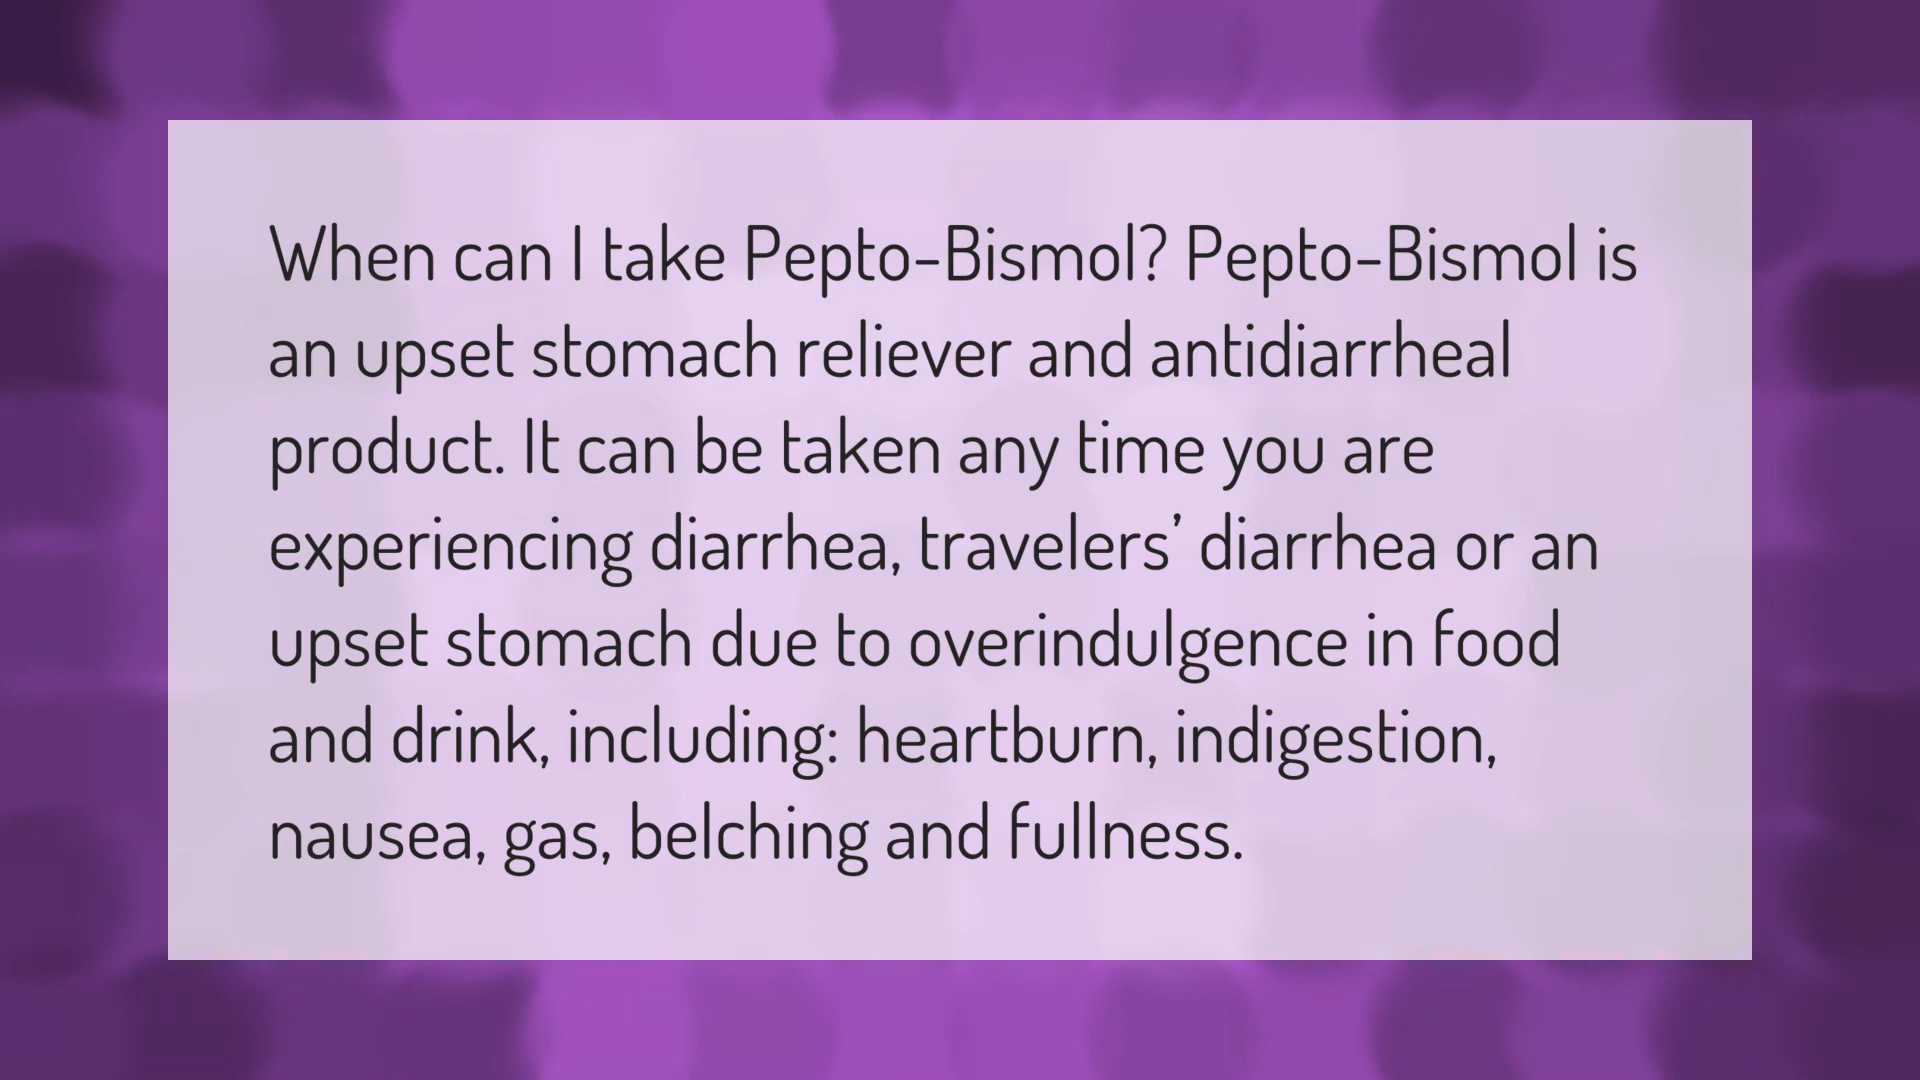 When can I take Pepto-Bismol? Pepto-Bismol is
an upset stomach reliever and antidiarrheal
product. It can be taken any time you are
experiencing diarrhea, travelers’ diarrhea or an
upset stomach due to overindulgence in food
and drink, including: heartburn, indigestion,
nausea, gas, belching and fullness.